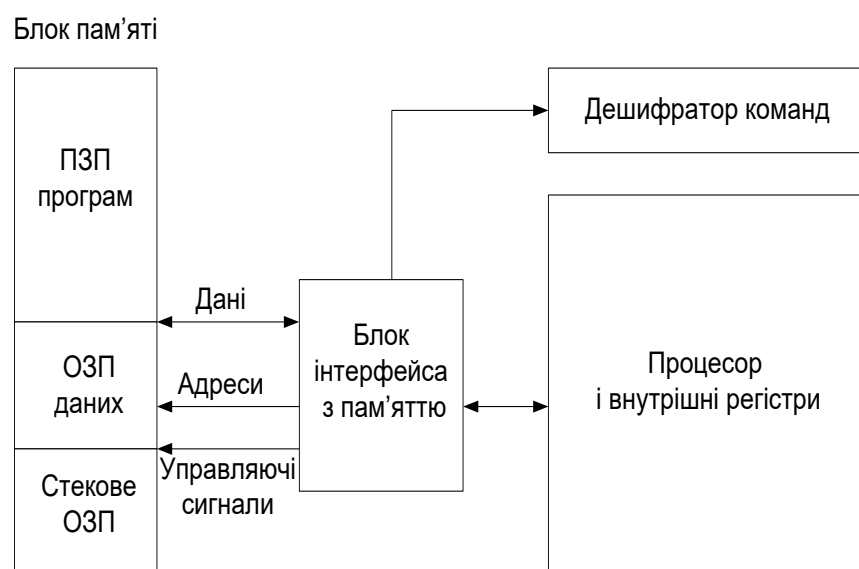 Блок пам’яті
ПЗП
програм
ОЗП
даних
Стекове
ОЗП
Дані
Адреси
Управляючі
сигнали
Блок
інтерфейса
з пам’яттю
Дешифратор команд
Процесор
і внутрішні регістри